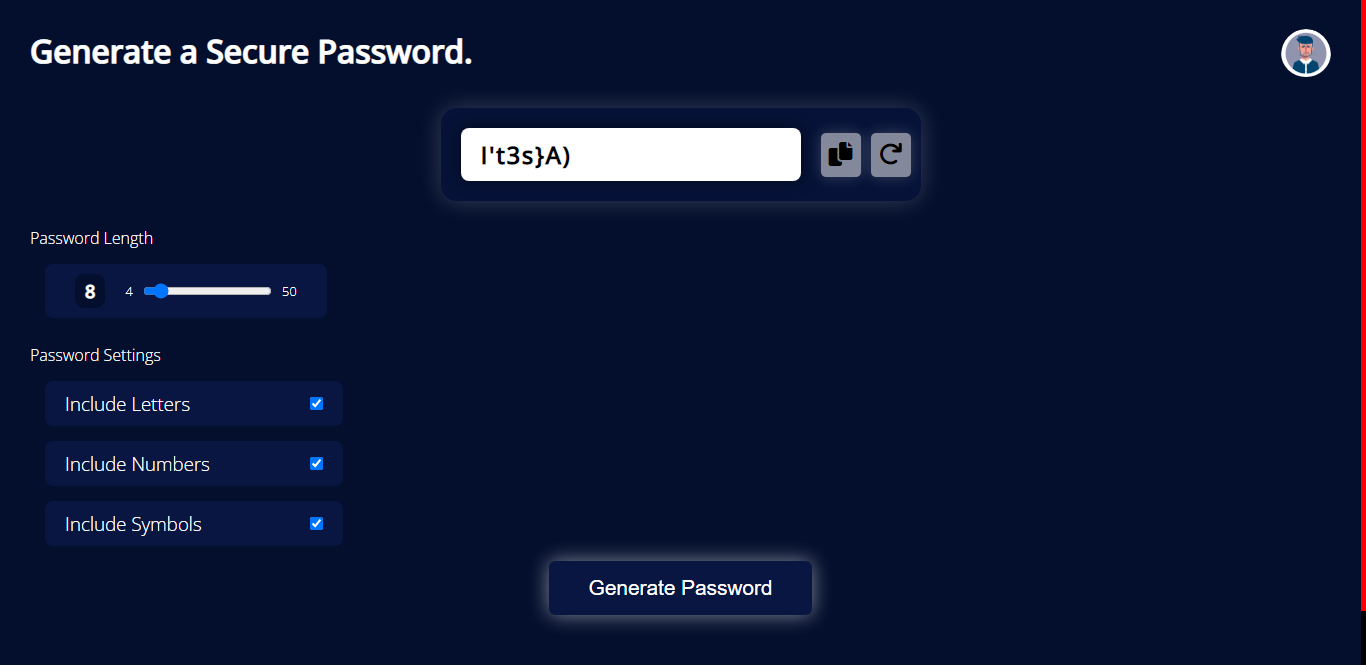 Generate a Secure Password.
I't3s}A)
Password Length
8 4 50
Password Settings
Include Letters
Include Numbers
Include Symbols
Generate Password